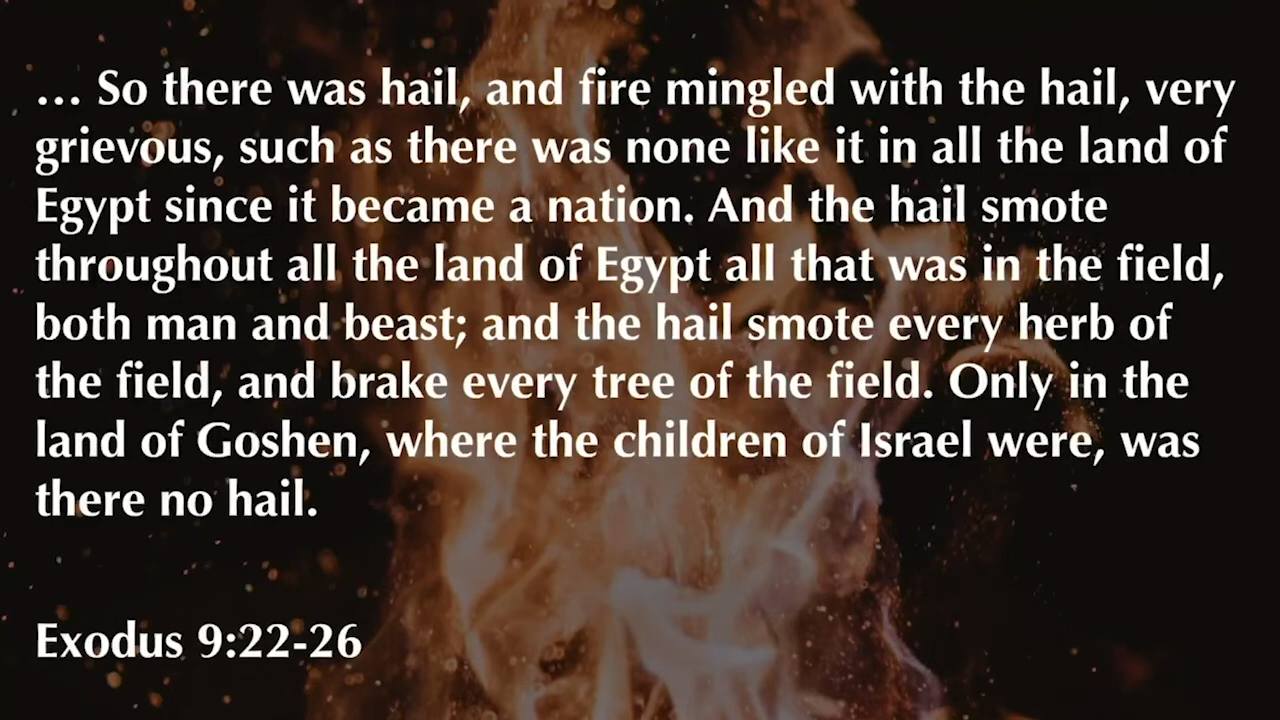 … So there was hail, and fire mingled with the hail, very
grievous, such as there was none like it in all the land of
Egypt since it became a nation. And the hail smote
throughout all the land of Egypt all that was in the field,
both man and beast; and the hail smote every herb of
the field, and brake every tree of the field. Only in the
land of Goshen, where the children of Israel were, was
there no hail.
Exodus 9:22-26